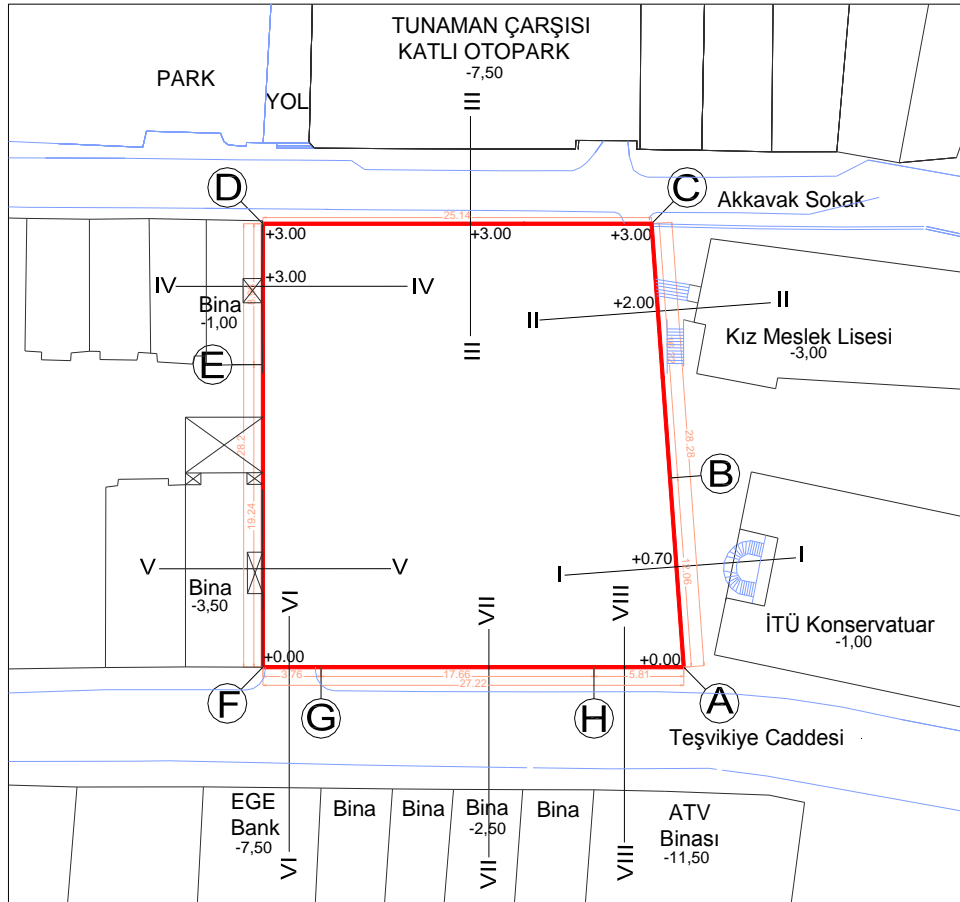 TUNAMAN ÇARŞISI
KATLI OTOPARK
-7,50
PARK
YOL
III
D
C
Akkavak Sokak
25.14
+3.00
+3.00
+3.00
+3.00
IV
IV
Bina
-1,00
+2.00
II
II
Kız Meslek Lisesi
-3,00
III
E
28.2
28.28
B
19.24
+0.70
19.06
I
I
V
V
Bina
-3,50
VI
VII
VIII
İTÜ Konservatuar
-1,00
+0.00
+0.00
3.76
17.66
5.81
27.22
F
G
H
A
Teşvikiye Caddesi
EGE
Bank
-7,50
Bina
Bina
Bina
-2,50
Bina
ATV
Binası
-11,50
VI
VII
VIII